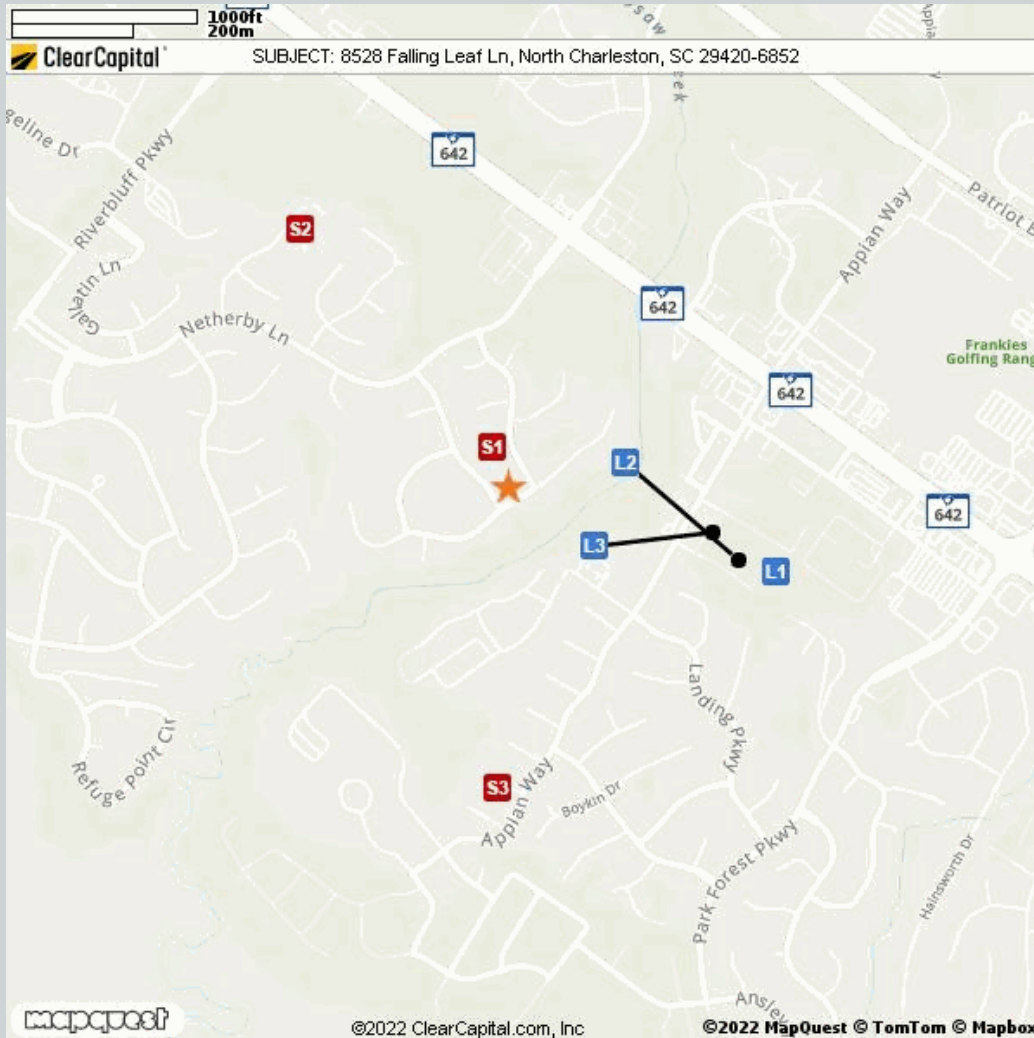 1000ft
200m
ClearCapital
SUBJECT: 8528 Falling Leaf Ln, North Charleston, SC 29420-6852
geline Dr
Riverbluff Pkwy
642
Appian Way
Patriot B
S2
Gallatin Ln
642
Netherby Ln
Frankies
Golfing Rang
642
S1
L2
642
L3
L1
Landing Pkwy
Refuge Point Cir
S3
Appian Way
Boykin Dr
Park Forest Pkwy
Hainsworth Dr
Ansley
mapquest
©2022 ClearCapital.com, Inc
©2022 MapQuest © TomTom © Mapbox